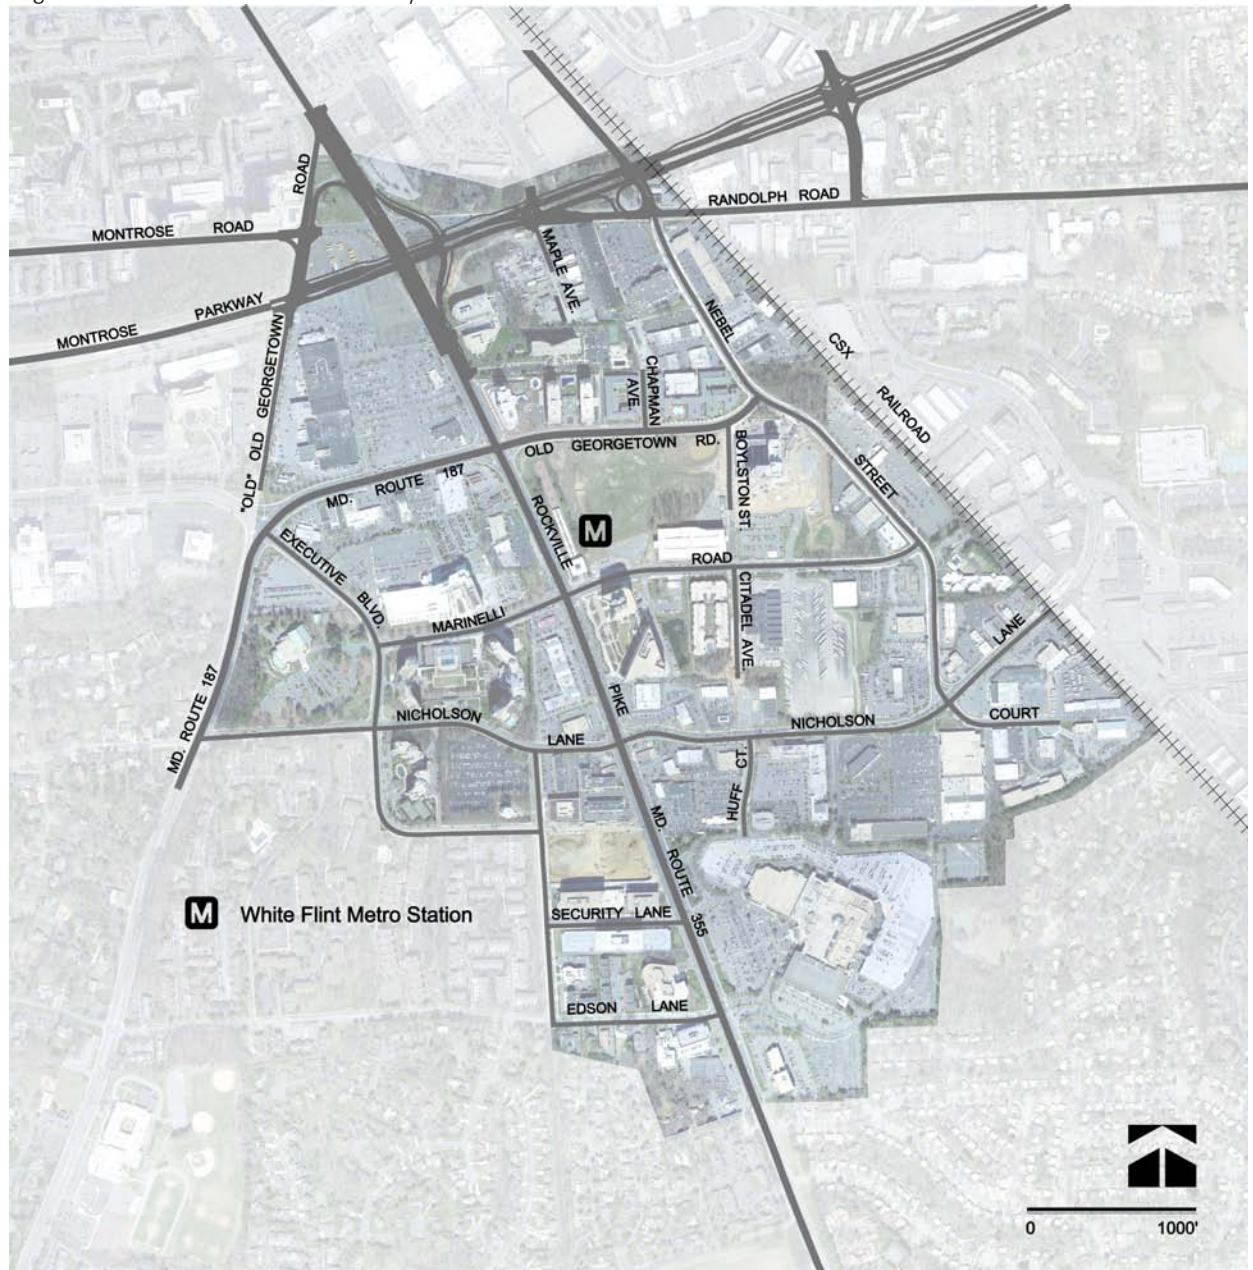 MONTROSE ROAD
ROAD
RANDOLPH ROAD
MONTROSE PARKWAY
"OLD" OLD GEORGETOWN
MAPLE AVE.
NEBEL
STREET
CSX RAILROAD
CHAPMAN
AVE.
OLD GEORGETOWN RD.
MD. ROUTE 187
BOYLSTON ST.
ROCKVILLE
PIKE
M
EXECUTIVE BLVD.
MARINELLI
ROAD
CITADEL AVE.
LANE
MD. ROUTE 187
NICHOLSON
LANE
NICHOLSON
COURT
HUFF CT.
MD. ROUTE 355
M White Flint Metro Station
SECURITY LANE
EDSON LANE
0 1000'